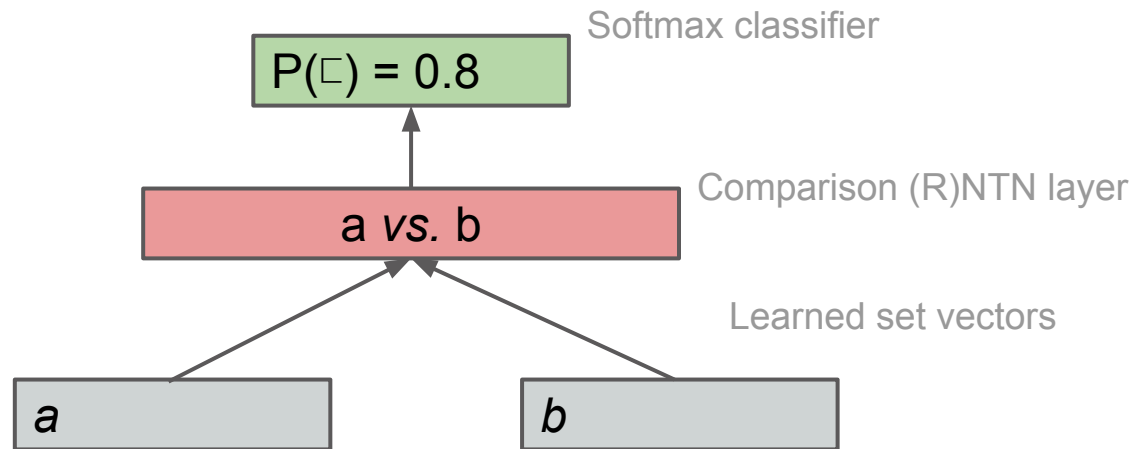 Softmax classifier
P(⊏) = 0.8
Comparison (R)NTN layer
a vs. b
Learned set vectors
a
b